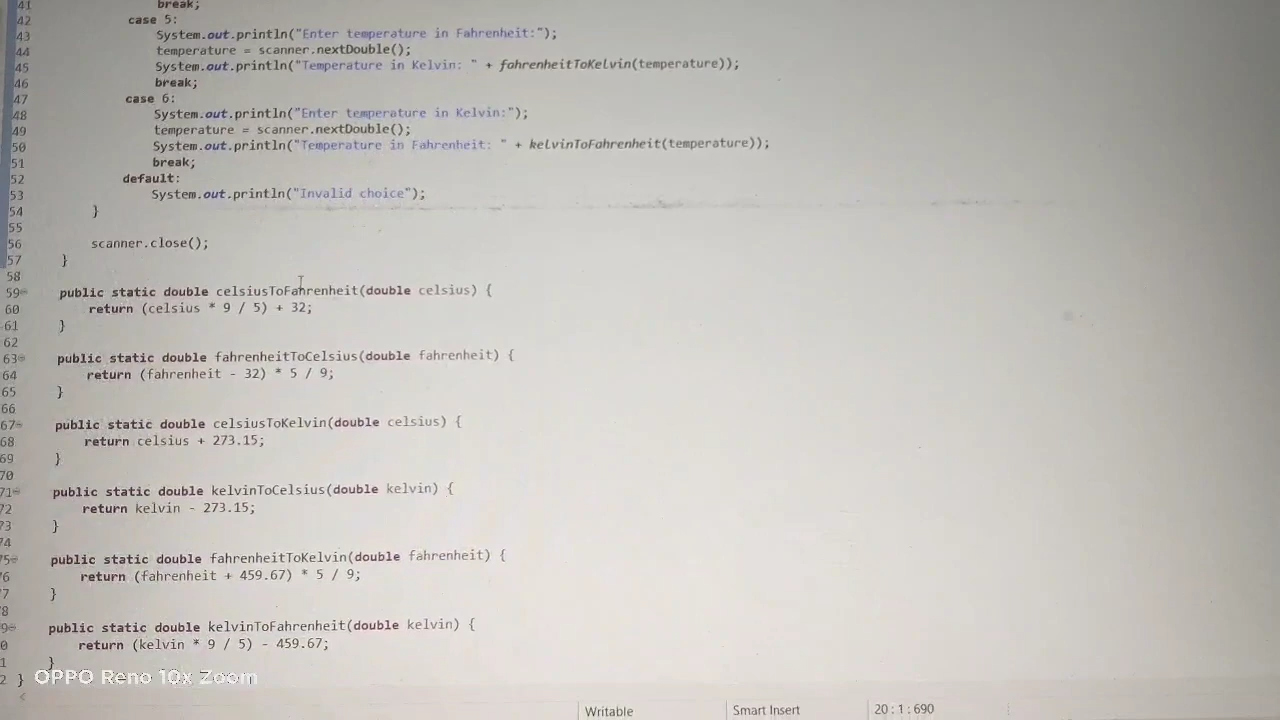 41 break;
42 case 5:
43 System.out.println("Enter temperature in Fahrenheit:");
44 temperature = scanner.nextDouble();
45 System.out.println("Temperature in Kelvin: " + fahrenheitToKelvin(temperature));
46 break;
47 case 6:
48 System.out.println("Enter temperature in Kelvin:");
49 temperature = scanner.nextDouble();
50 System.out.println("Temperature in Fahrenheit: " + kelvinToFahrenheit(temperature));
51 break;
52 default:
53 System.out.println("Invalid choice");
54 }
55
56 scanner.close();
57 }
58
59 public static double celsiusToFahrenheit(double celsius) {
60 return (celsius * 9 / 5) + 32;
61 }
62
63 public static double fahrenheitToCelsius(double fahrenheit) {
64 return (fahrenheit - 32) * 5 / 9;
65 }
66
67 public static double celsiusToKelvin(double celsius) {
68 return celsius + 273.15;
69 }
70
71 public static double kelvinToCelsius(double kelvin) {
72 return kelvin - 273.15;
73 }
74
75 public static double fahrenheitToKelvin(double fahrenheit) {
6 return (fahrenheit + 459.67) * 5 / 9;
7 }
8
9 public static double kelvinToFahrenheit(double kelvin) {
0 return (kelvin * 9 / 5) - 459.67;
1 }
2 }
OPPO Reno 10x Zoom
Writable Smart Insert 20 : 1 : 690